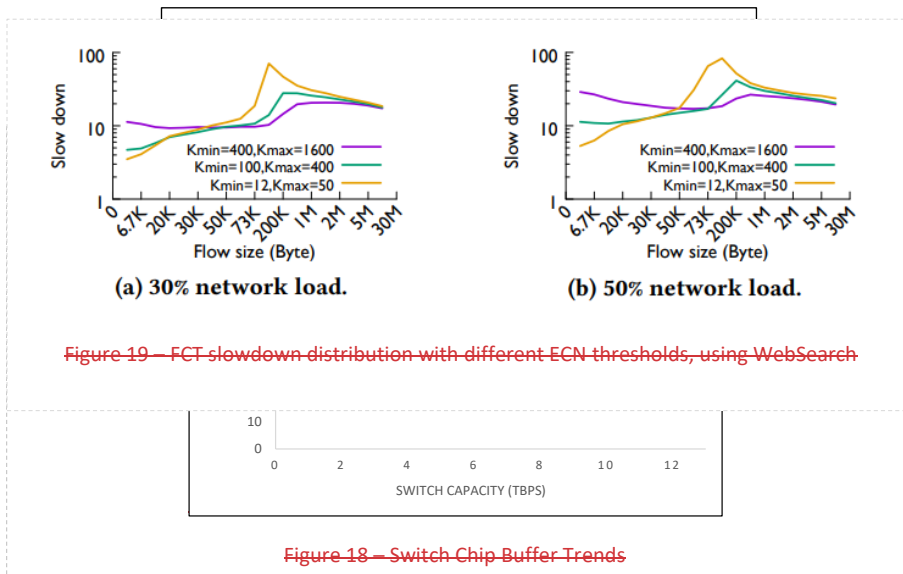 100
10
1
Slow down
Kmin=400,Kmax=1600
Kmin=100,Kmax=400
Kmin=12,Kmax=50
0 6.7K 20K 30K 50K 73K 200K 1M 2M 5M 30M
Flow size (Byte)
(a) 30% network load.
100
10
1
Slow down
Kmin=400,Kmax=1600
Kmin=100,Kmax=400
Kmin=12,Kmax=50
0 6.7K 20K 30K 50K 73K 200K 1M 2M 5M 30M
Flow size (Byte)
(b) 50% network load.
Figure 19 – FCT slowdown distribution with different ECN thresholds, using WebSearch
10
0
0 2 4 6 8 10 12
SWITCH CAPACITY (TBPS)
Figure 18 – Switch Chip Buffer Trends